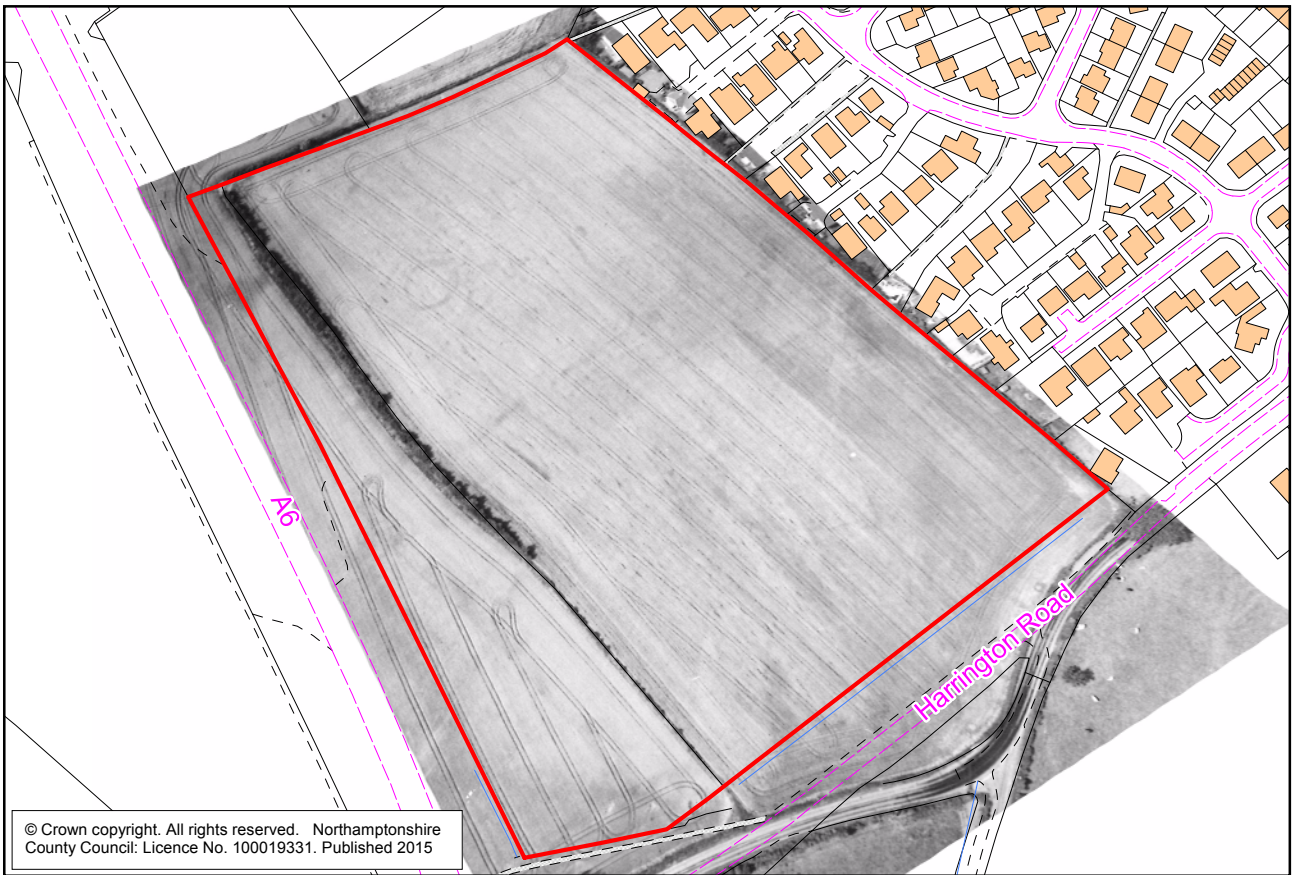 A6
Harrington Road
© Crown copyright. All rights reserved. Northamptonshire
County Council: Licence No. 100019331. Published 2015